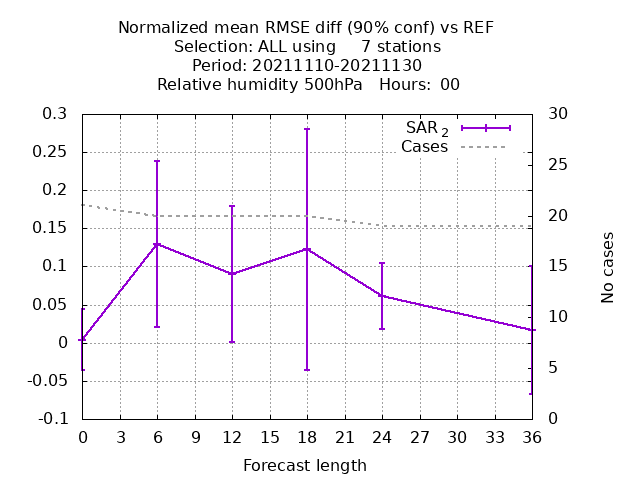 Normalized mean RMSE diff (90% conf) vs REF
Selection: ALL using     7 stations
Period: 20211110-20211130
Relative humidity 500hPa   Hours:  00
SAR 2
Cases
0.3
0.25
0.2
0.15
0.1
0.05
0
-0.05
-0.1
30
25
20
15
10
5
0
No cases
0 3 6 9 12 15 18 21 24 27 30 33 36
Forecast length